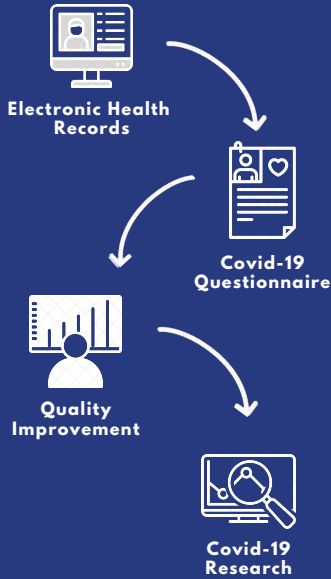 Electronic Health
Records
Covid-19
Questionnaire
Quality
Improvement
Covid-19
Research